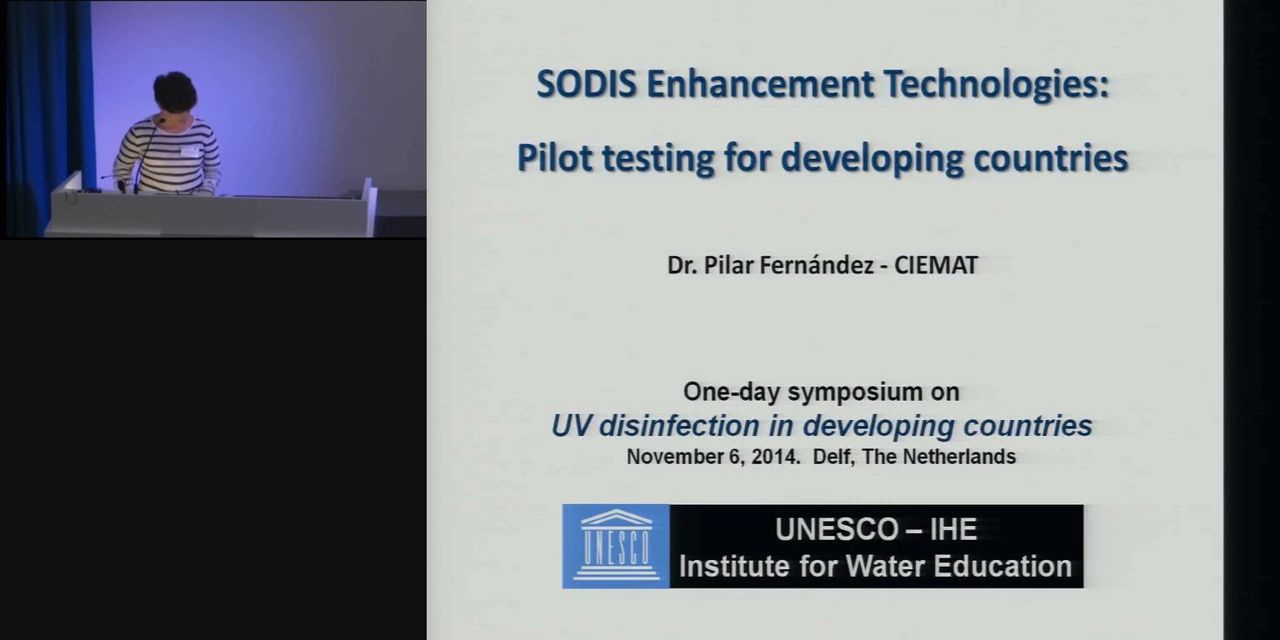 SODIS Enhancement Technologies:
Pilot testing for developing countries
Dr. Pilar Fernández - CIEMAT
One-day symposium on
UV disinfection in developing countries
November 6, 2014. Delf, The Netherlands
UNESCO
UNESCO – IHE
Institute for Water Education